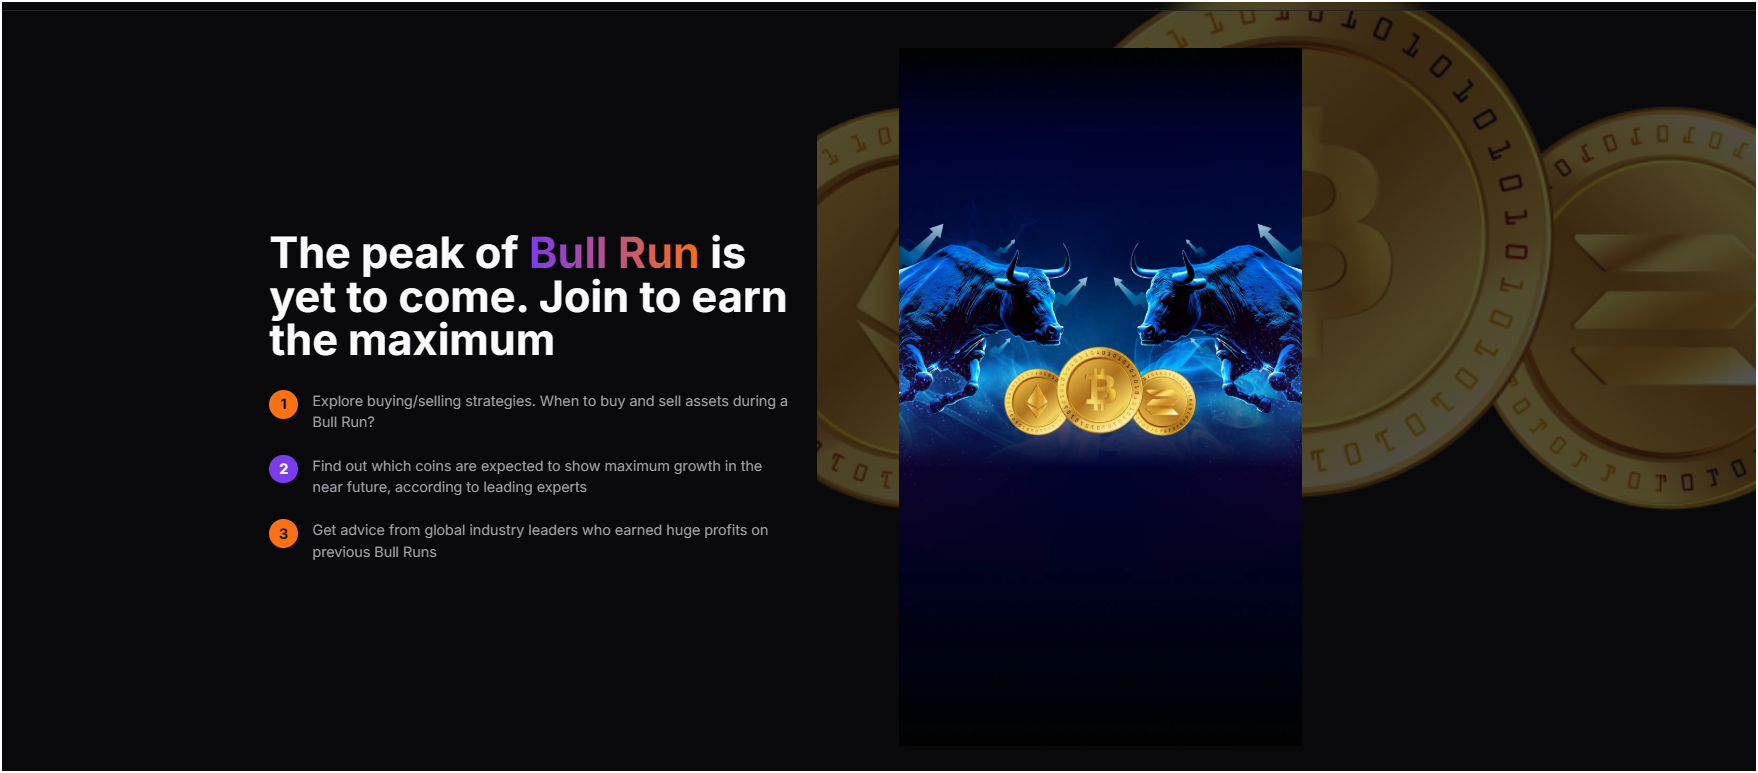 The peak of Bull Run is
yet to come. Join to earn
the maximum
1 Explore buying/selling strategies. When to buy and sell assets during a
Bull Run?
2 Find out which coins are expected to show maximum growth in the
near future, according to leading experts
3 Get advice from global industry leaders who earned huge profits on
previous Bull Runs